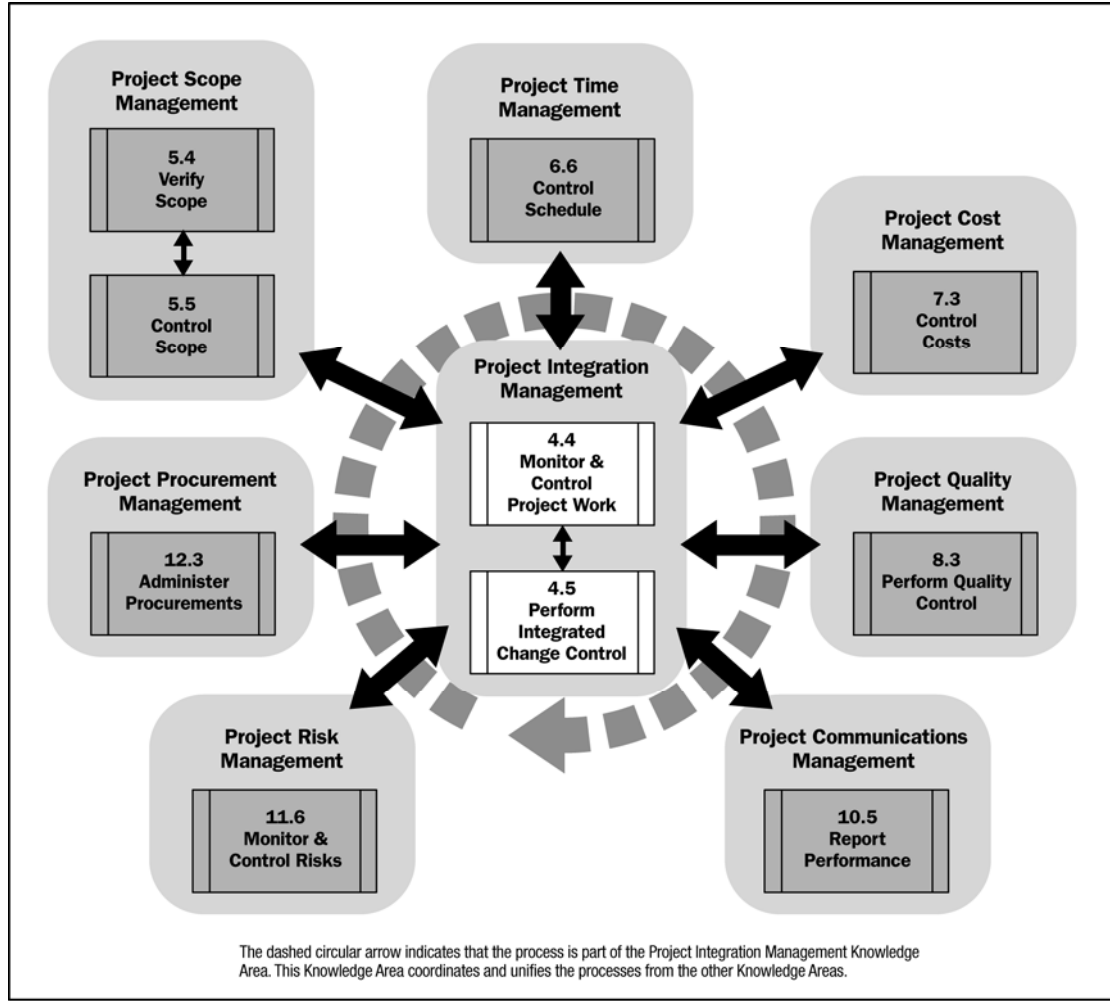 Project Scope
Management
5.4
Verify
Scope
5.5
Control
Scope
Project Time
Management
6.6
Control
Schedule
Project Cost
Management
7.3
Control
Costs
Project Integration
Management
4.4
Monitor &
Control
Project Work
4.5
Perform
Integrated
Change Control
Project Procurement
Management
12.3
Administer
Procurements
Project Quality
Management
8.3
Perform Quality
Control
Project Risk
Management
11.6
Monitor &
Control Risks
Project Communications
Management
10.5
Report
Performance
The dashed circular arrow indicates that the process is part of the Project Integration Management Knowledge
Area. This Knowledge Area coordinates and unifies the processes from the other Knowledge Areas.